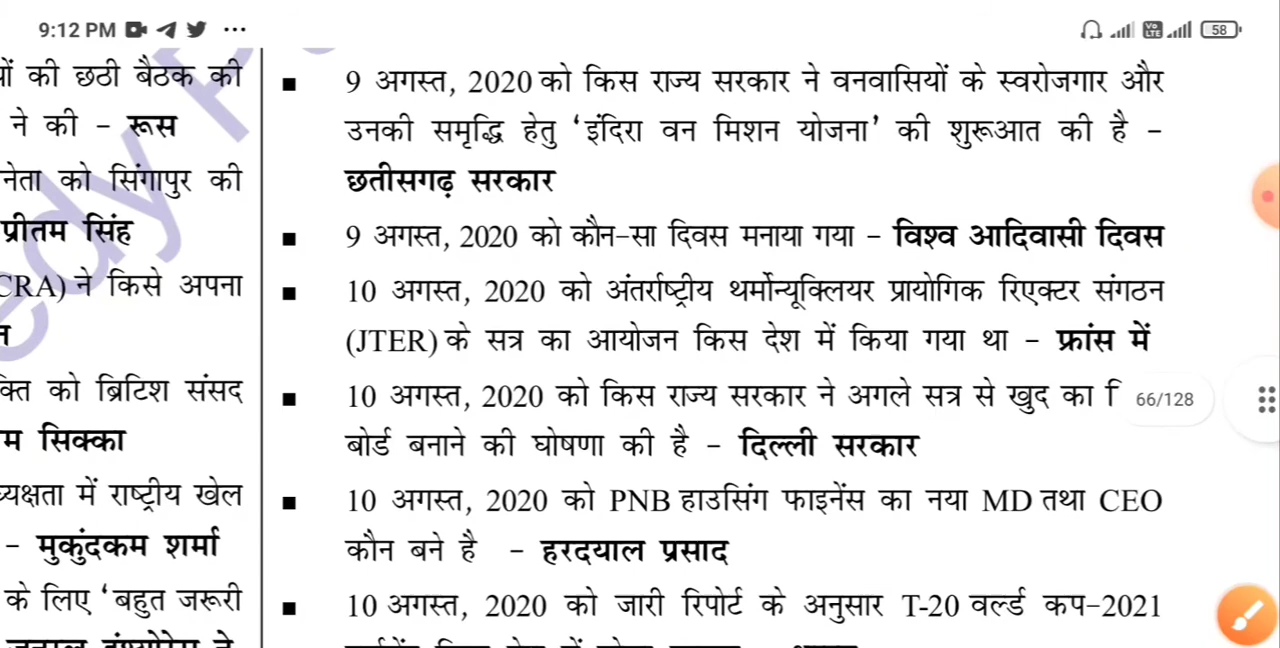 9:12 PM
58
ों की छठी बैठक की
ने की - रूस
नेता को सिंगापुर की
प्रीतम सिंह
CRA) ने किसे अपना
क्ति को ब्रिटिश संसद
म सिक्का
ध्यक्षता में राष्ट्रीय खेल
- मुकुंदकम शर्मा
के लिए ‘बहुत जरूरी
■ 9 अगस्त, 2020 को किस राज्य सरकार ने वनवासियों के स्वरोजगार और
उनकी समृद्धि हेतु ‘इंदिरा वन मिशन योजना’ की शुरूआत की है -
छतीसगढ़ सरकार
■ 9 अगस्त, 2020 को कौन-सा दिवस मनाया गया - विश्व आदिवासी दिवस
■ 10 अगस्त, 2020 को अंतर्राष्ट्रीय थर्मोन्यूक्लियर प्रायोगिक रिएक्टर संगठन
(JTER) के सत्र का आयोजन किस देश में किया गया था - फ्रांस में
■ 10 अगस्त, 2020 को किस राज्य सरकार ने अगले सत्र से खुद का
66/128
बोर्ड बनाने की घोषणा की है - दिल्ली सरकार
■ 10 अगस्त, 2020 को PNB हाउसिंग फाइनेंस का नया MD तथा CEO
कौन बने है - हरदयाल प्रसाद
■ 10 अगस्त, 2020 को जारी रिपोर्ट के अनुसार T-20 वर्ल्ड कप-2021